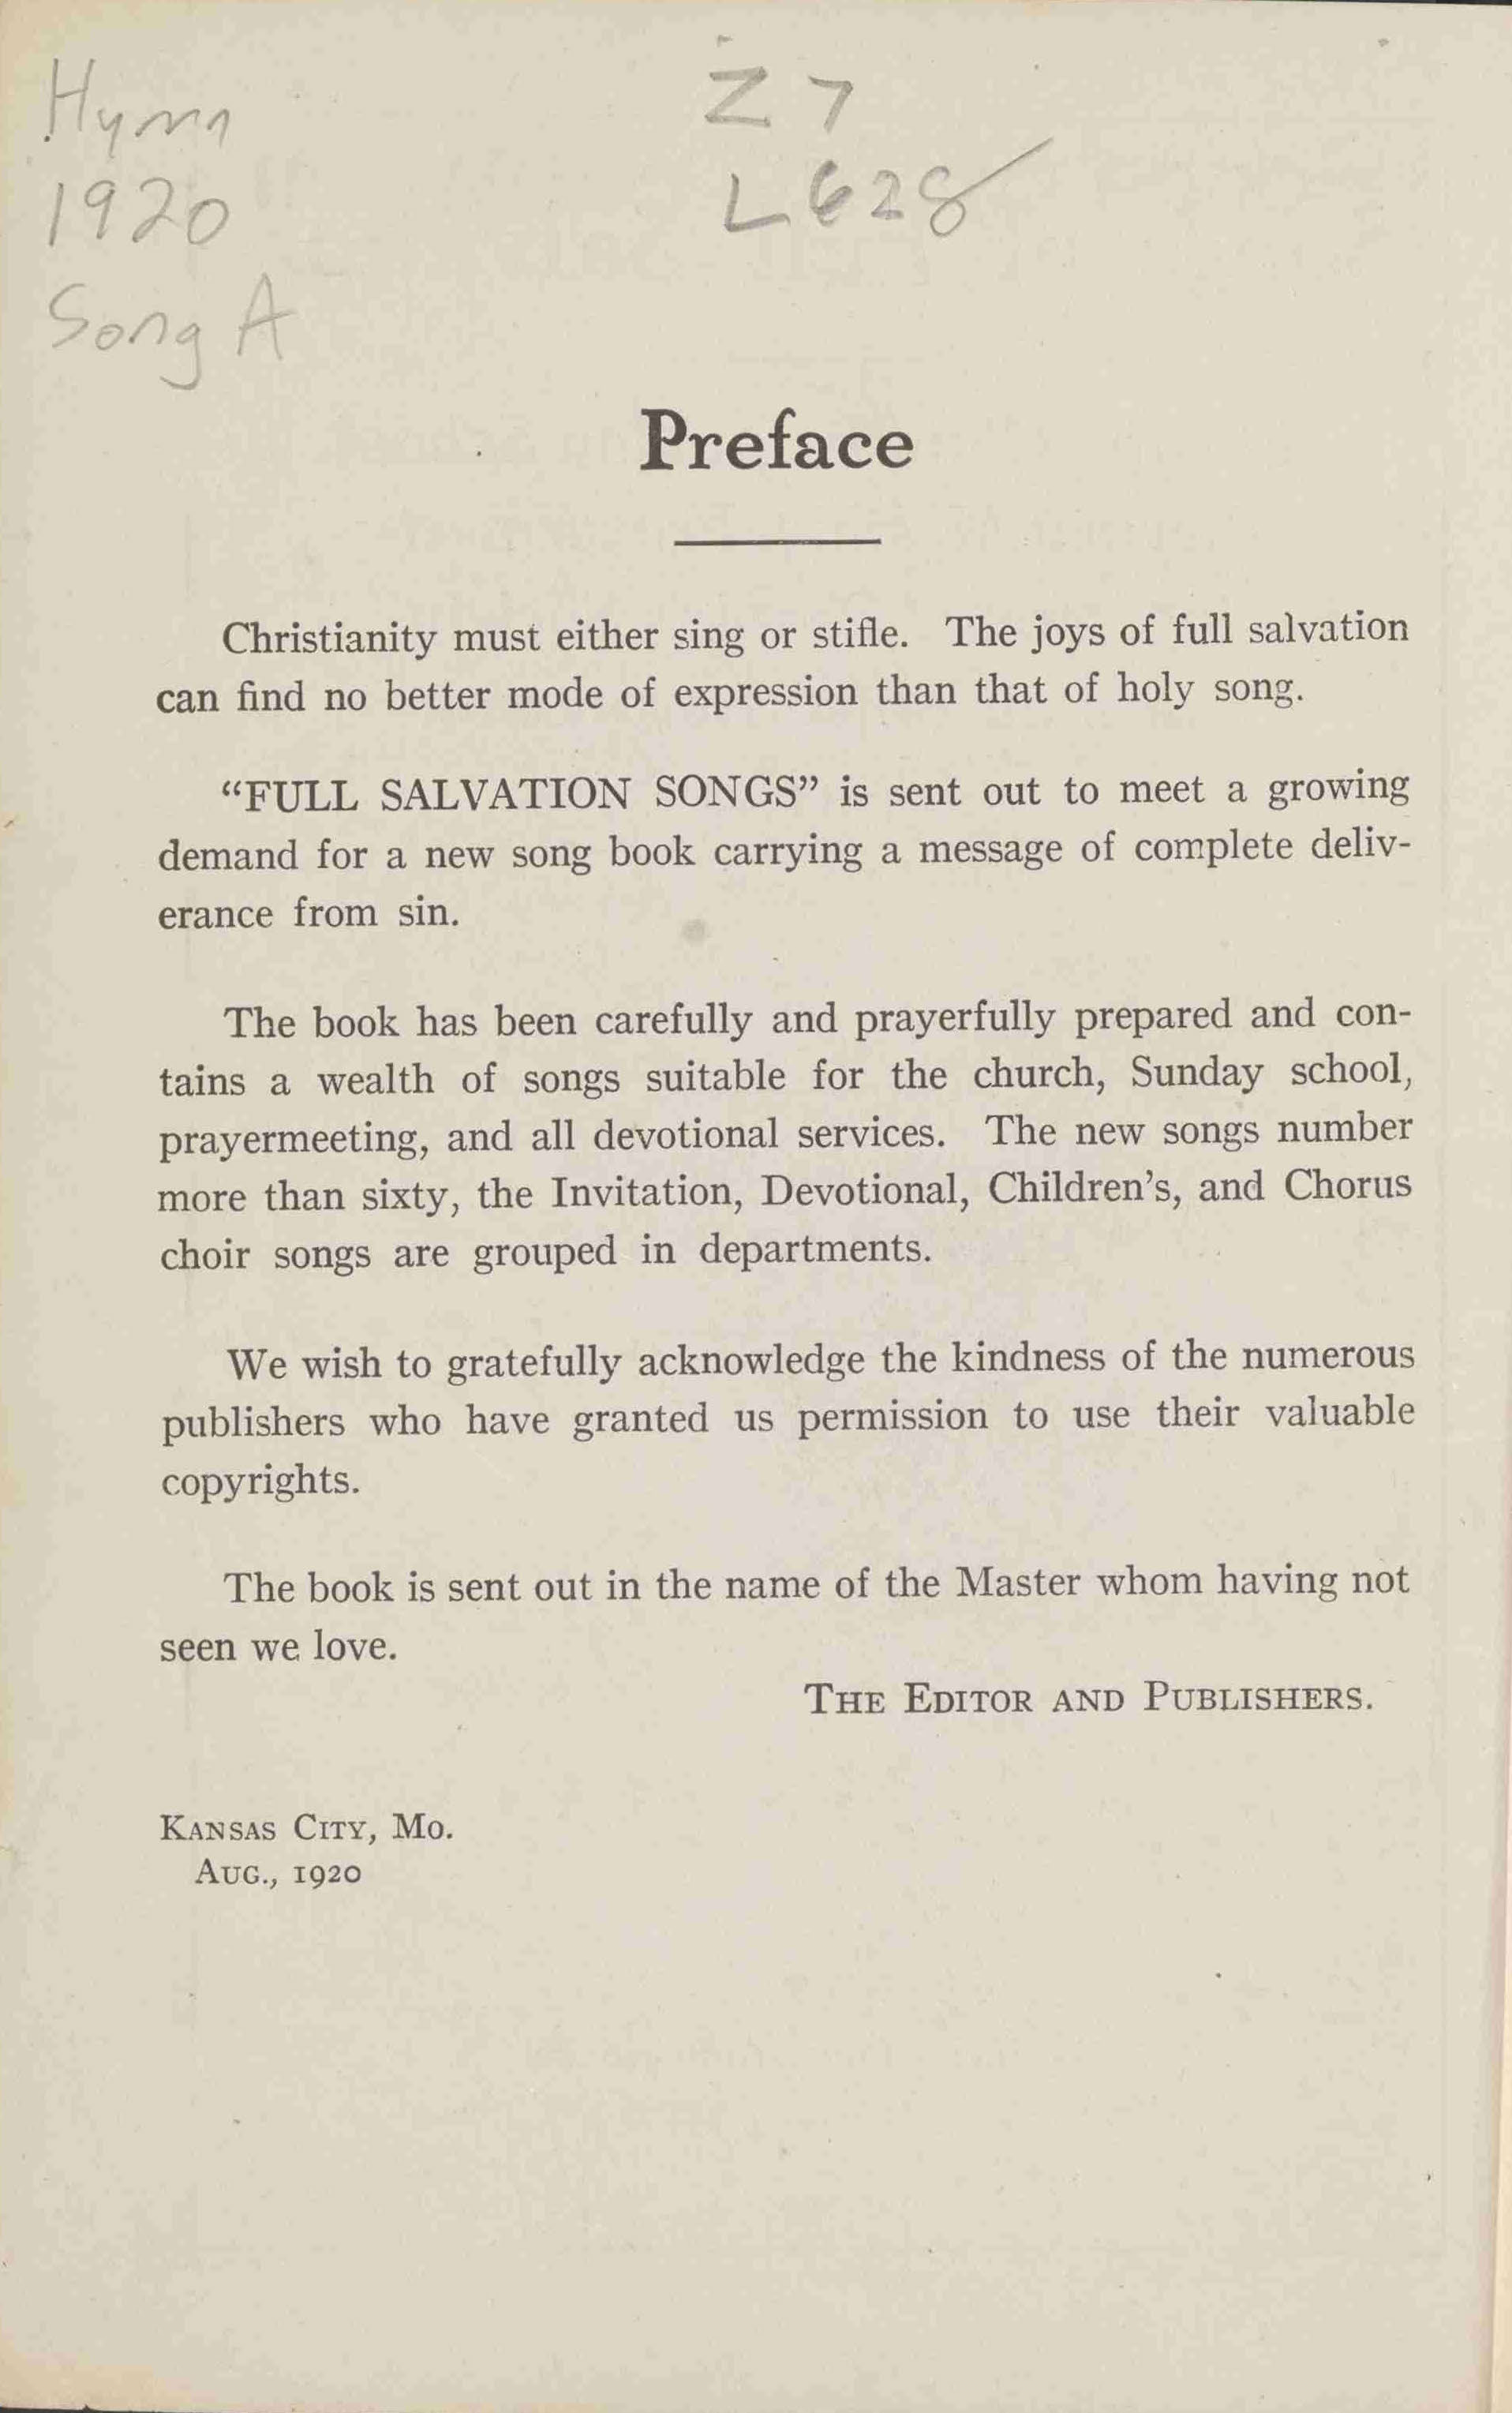 Hymn
1920
Song A
Z 7
L628
Preface
Christianity must either sing or stifle. The joys of full salvation
can find no better mode of expression than that of holy song.
“FULL SALVATION SONGS” is sent out to meet a growing
demand for a new song book carrying a message of complete deliv-
erance from sin.
The book has been carefully and prayerfully prepared and con-
tains a wealth of songs suitable for the church, Sunday school,
prayermeeting, and all devotional services. The new songs number
more than sixty, the Invitation, Devotional, Children’s, and Chorus
choir songs are grouped in departments.
We wish to gratefully acknowledge the kindness of the numerous
publishers who have granted us permission to use their valuable
copyrights.
The book is sent out in the name of the Master whom having not
seen we love.
THE EDITOR AND PUBLISHERS.
KANSAS CITY, MO.
AUG., 1920